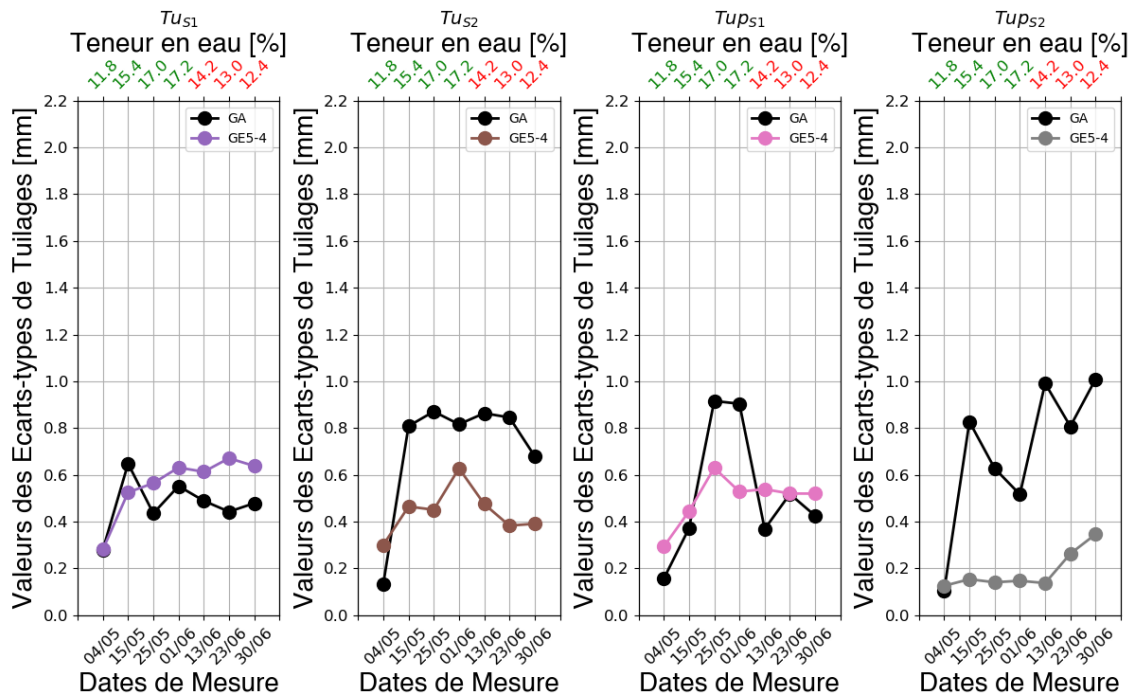 Tu_S1
Teneur en eau [%]
11.8 15.4 17.0 17.2 14.2 13.0 12.4
Valeurs des Ecarts-types de Tuilages [mm]
2.2
2.0
1.8
1.6
1.4
1.2
1.0
0.8
0.6
0.4
0.2
0.0
GA
GE5-4
04/05 15/05 25/05 01/06 13/06 23/06 30/06
Dates de Mesure
Tu_S2
Teneur en eau [%]
11.8 15.4 17.0 17.2 14.2 13.0 12.4
Valeurs des Ecarts-types de Tuilages [mm]
2.2
2.0
1.8
1.6
1.4
1.2
1.0
0.8
0.6
0.4
0.2
0.0
GA
GE5-4
04/05 15/05 25/05 01/06 13/06 23/06 30/06
Dates de Mesure
Tup_S1
Teneur en eau [%]
11.8 15.4 17.0 17.2 14.2 13.0 12.4
Valeurs des Ecarts-types de Tuilages [mm]
2.2
2.0
1.8
1.6
1.4
1.2
1.0
0.8
0.6
0.4
0.2
0.0
GA
GE5-4
04/05 15/05 25/05 01/06 13/06 23/06 30/06
Dates de Mesure
Tup_S2
Teneur en eau [%]
11.8 15.4 17.0 17.2 14.2 13.0 12.4
Valeurs des Ecarts-types de Tuilages [mm]
2.2
2.0
1.8
1.6
1.4
1.2
1.0
0.8
0.6
0.4
0.2
0.0
GA
GE5-4
04/05 15/05 25/05 01/06 13/06 23/06 30/06
Dates de Mesure